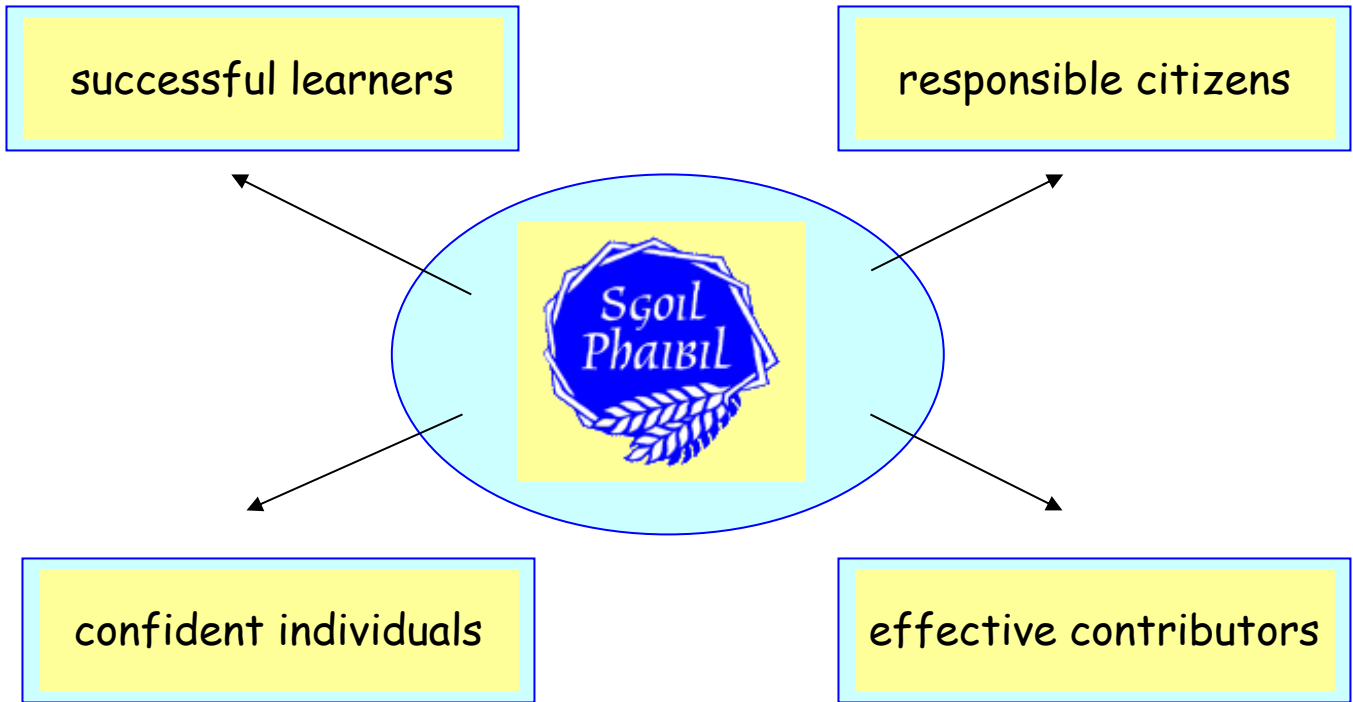 successful learners
responsible citizens
Sgoil
Phaibil
confident individuals
effective contributors